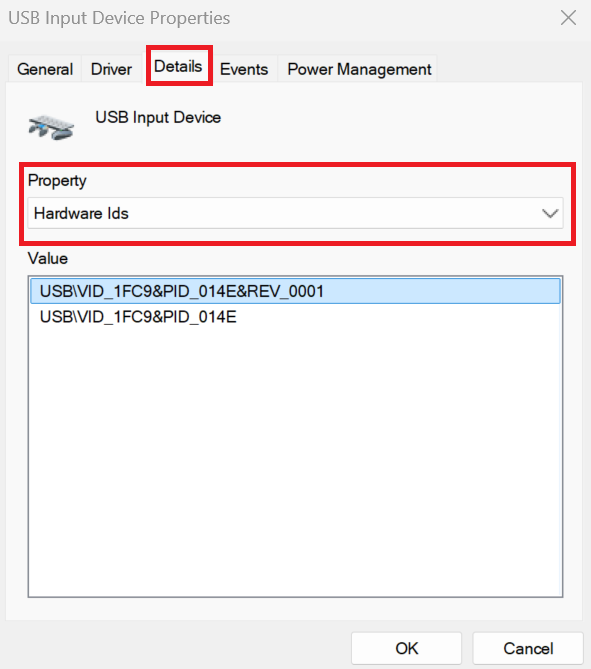 USB Input Device Properties
General Driver Details Events Power Management
USB Input Device
Property
Hardware Ids
Value
USB\VID_1FC9&PID_014E&REV_0001
USB\VID_1FC9&PID_014E
OK Cancel